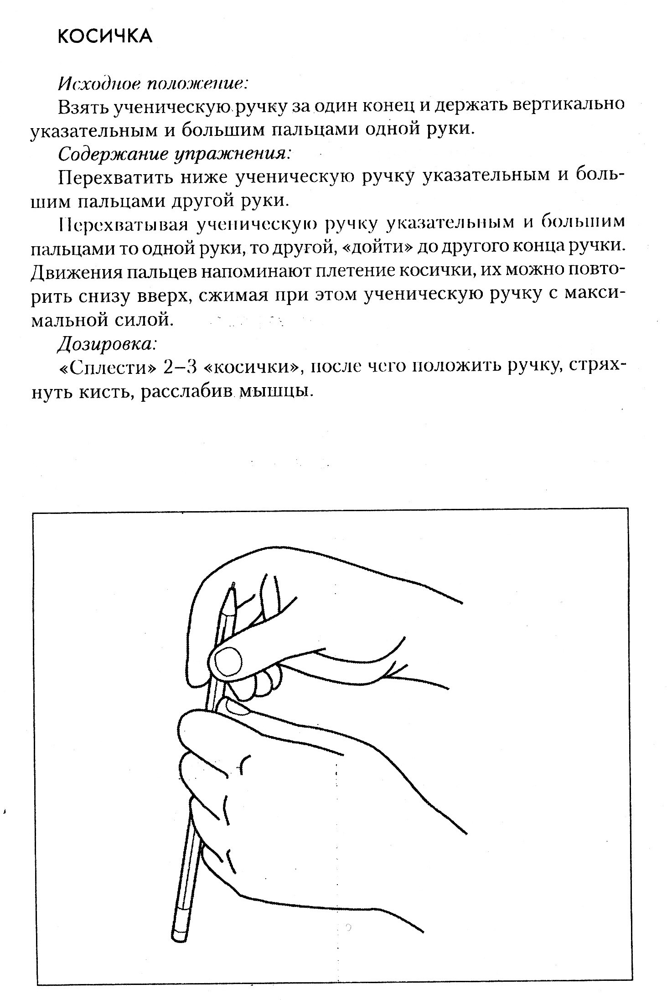 КОСИЧКА
Исходное положение:
Взять ученическую ручку за один конец и держать вертикально
указательным и большим пальцами одной руки.
Содержание упражнения:
Перехватить ниже ученическую ручку указательным и боль-
шим пальцами другой руки.
Перехватывая ученическую ручку указательным и большим
пальцами то одной руки, то другой, «дойти» до другого конца ручки.
Движения пальцев напоминают плетение косички, их можно повто-
рить снизу вверх, сжимая при этом ученическую ручку с макси-
мальной силой.
Дозировка:
«Сплести» 2–3 «косички», после чего положить ручку, стрях-
нуть кисть, расслабив мышцы.